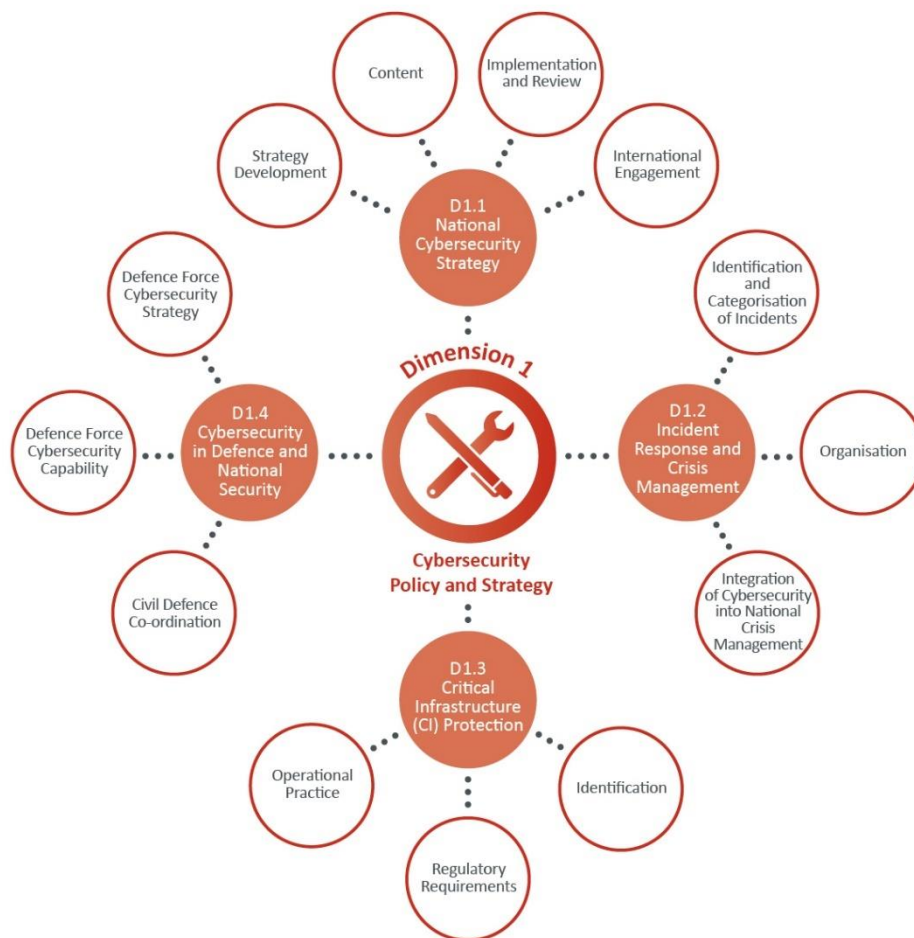 Content
Implementation
and Review
Strategy
Development
International
Engagement
D1.1
National
Cybersecurity
Strategy
Defence Force
Cybersecurity
Strategy
Identification
and
Categorisation
of Incidents
Dimension 1
D1.4
Cybersecurity
in Defence and
National
Security
Defence Force
Cybersecurity
Capability
D1.2
Incident
Response and
Crisis
Management
Organisation
Cybersecurity
Policy and Strategy
Civil Defence
Co-ordination
Integration
of Cybersecurity
into National
Crisis
Management
D1.3
Critical
Infrastructure
(CI) Protection
Operational
Practice
Identification
Regulatory
Requirements